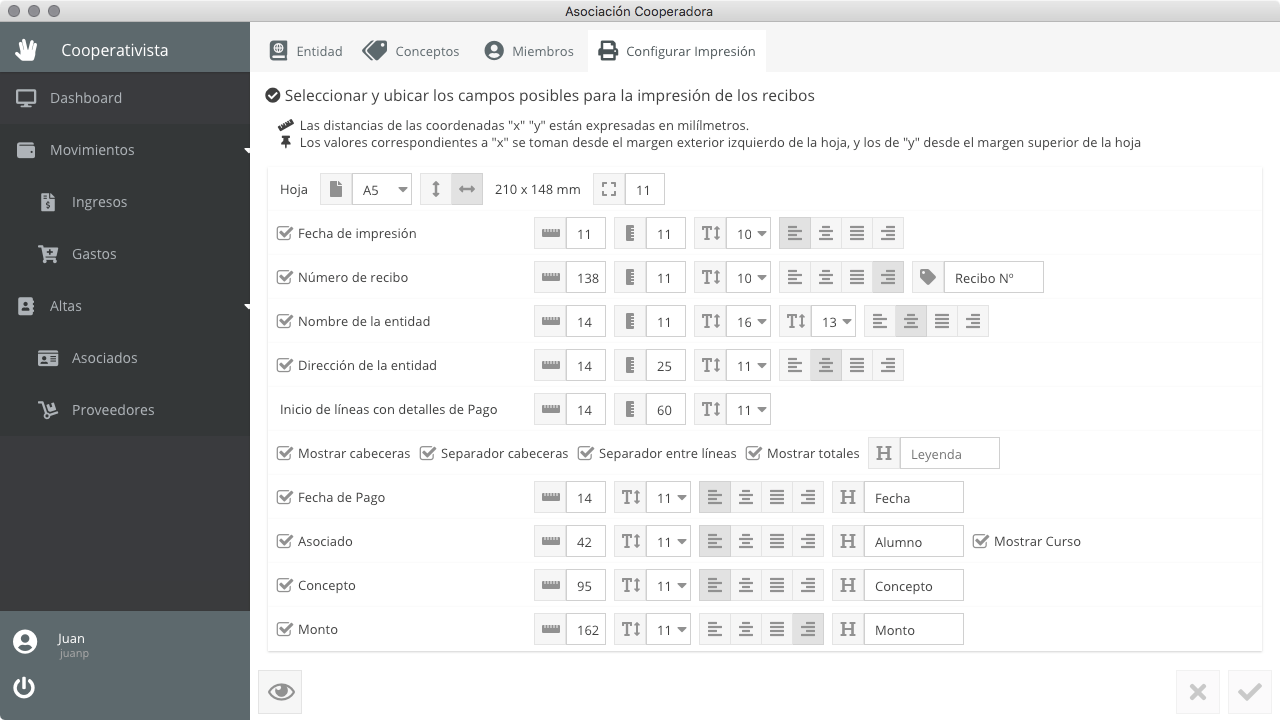 Asociación Cooperadora
Cooperativista
Entidad Conceptos Miembros Configurar Impresión
Dashboard
Movimientos
Ingresos
Gastos
Altas
Asociados
Proveedores
Juan
juanp
Seleccionar y ubicar los campos posibles para la impresión de los recibos
Las distancias de las coordenadas "x" "y" están expresadas en milílmetros.
Los valores correspondientes a "x" se toman desde el margen exterior izquierdo de la hoja, y los de "y" desde el margen superior de la hoja
Hoja A5 210 x 148 mm 11
Fecha de impresión 11 11 10
Número de recibo 138 11 10 Recibo Nº
Nombre de la entidad 14 11 16 13
Dirección de la entidad 14 25 11
Inicio de líneas con detalles de Pago 14 60 11
Mostrar cabeceras Separador cabeceras Separador entre líneas Mostrar totales H Leyenda
Fecha de Pago 14 11 H Fecha
Asociado 42 11 H Alumno Mostrar Curso
Concepto 95 11 H Concepto
Monto 162 11 H Monto